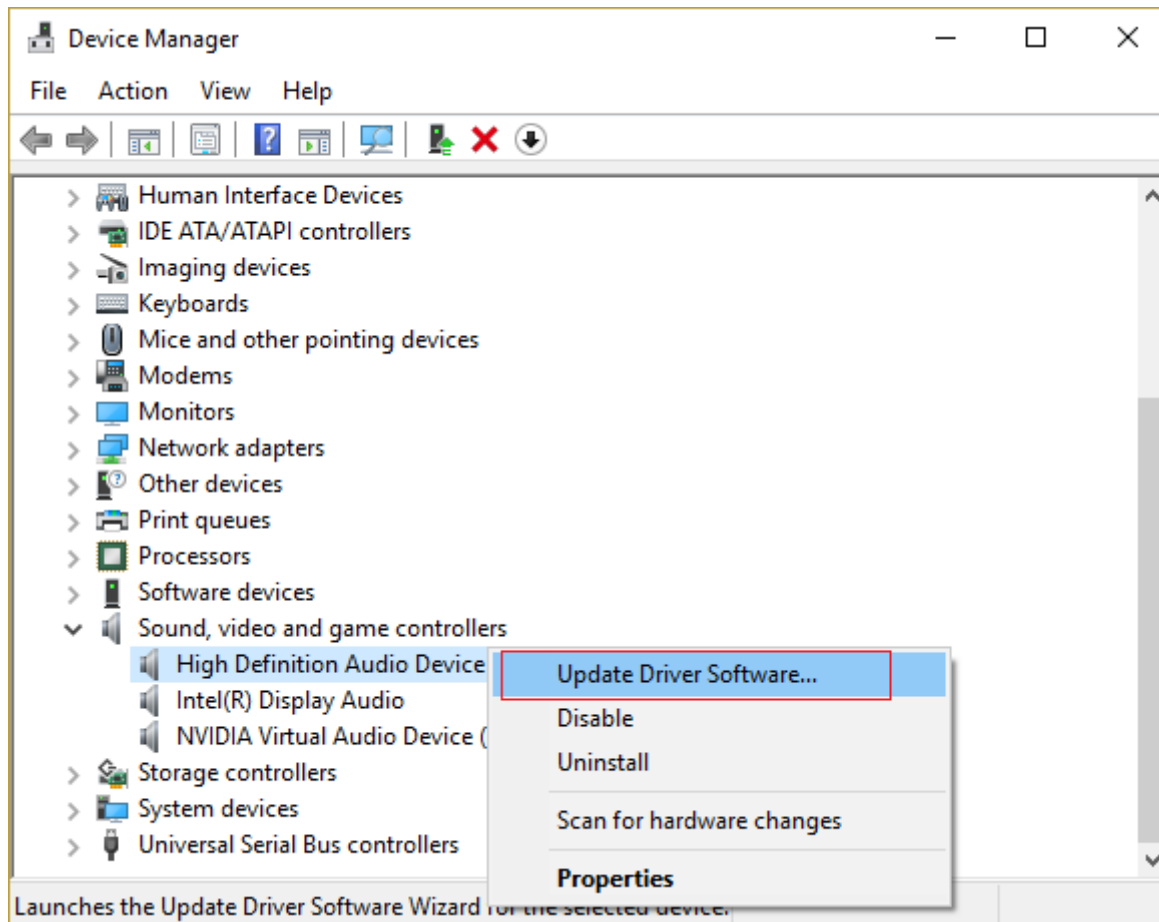 Device Manager
File Action View Help
Human Interface Devices
IDE ATA/ATAPI controllers
Imaging devices
Keyboards
Mice and other pointing devices
Modems
Monitors
Network adapters
Other devices
Print queues
Processors
Software devices
Sound, video and game controllers
High Definition Audio Device
Intel(R) Display Audio
NVIDIA Virtual Audio Device (
Storage controllers
System devices
Universal Serial Bus controllers
Update Driver Software...
Disable
Uninstall
Scan for hardware changes
Properties
Launches the Update Driver Software Wizard for the selected device.